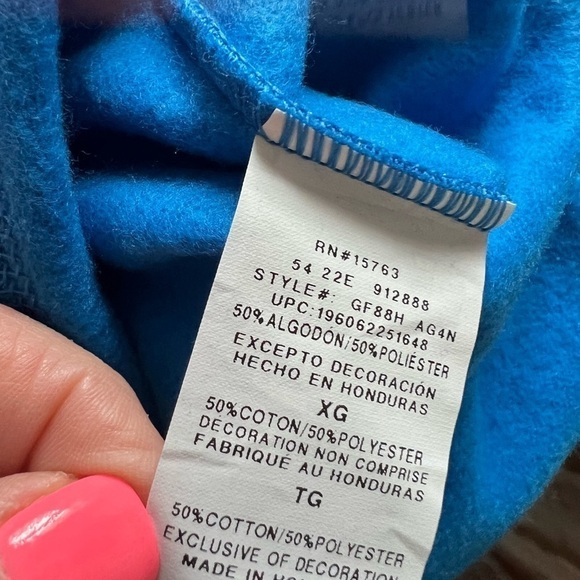 RN#15763
54 22E 912888
STYLE#: GF88H AG4N
UPC:196062251648
50%ALGODÓN/50%POLIÉSTER
EXCEPTO DECORACIÓN
HECHO EN HONDURAS
XG
50%COTON/50%POLYESTER
DECORATION NON COMPRISE
FABRIQUÉ AU HONDURAS
TG
50%COTTON/50%POLYESTER
EXCLUSIVE OF DECORATION
MADE IN